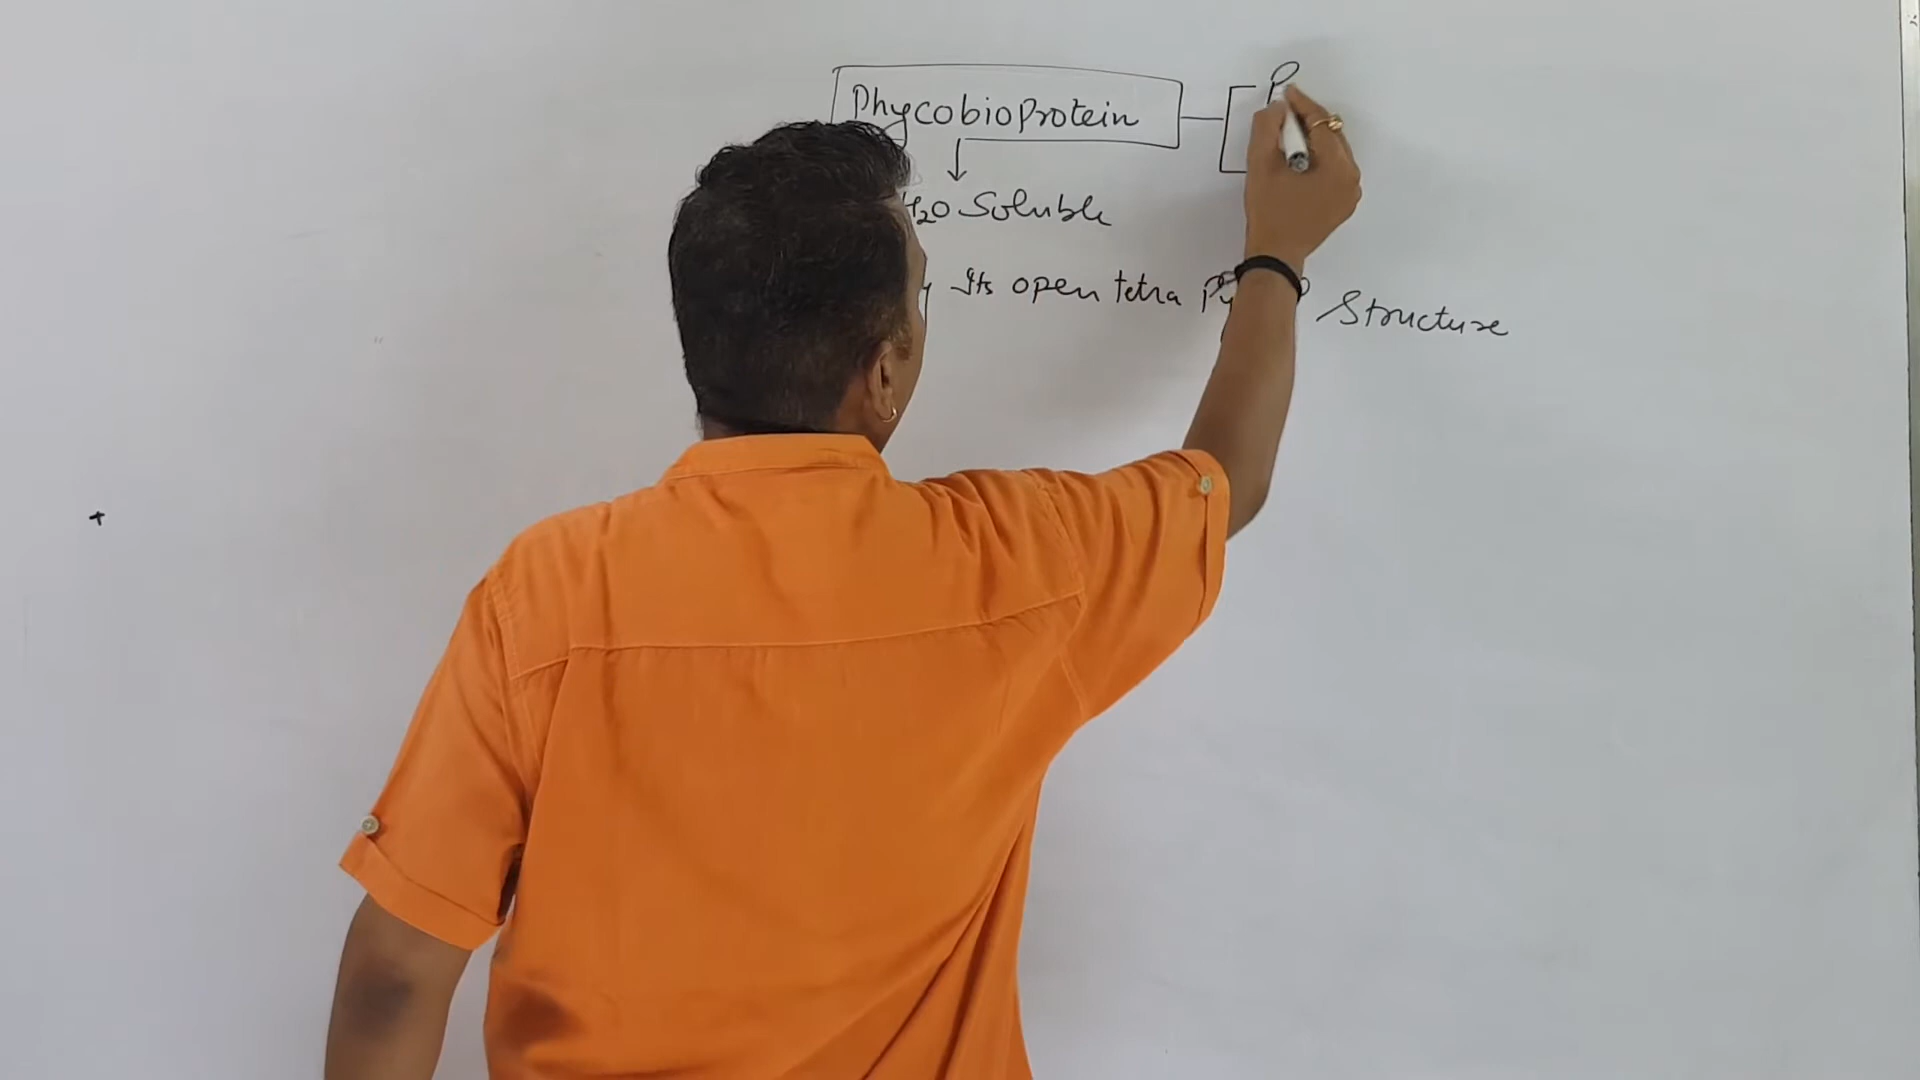 Phycobioprotein P
H₂O Soluble
Its open tetra Structure